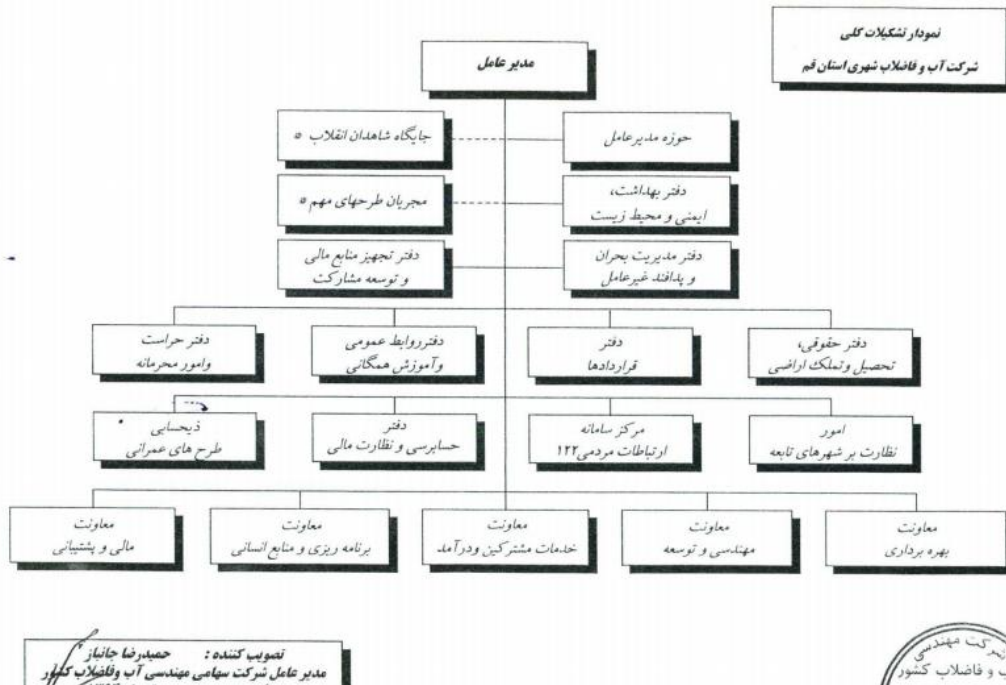 نمودار تشکیلات کلی
شرکت آب و فاضلاب شهری استان قم
مدیر عامل
حوزه مدیرعامل
جایگاه شاهدان انقلاب
دفتر بهداشت،
ایمنی و محیط زیست
مجریان طرحهای مهم
دفتر مدیریت بحران
و پدافند غیرعامل
دفتر تجهیز منابع مالی
و توسعه مشارکت
دفتر حقوقی،
تحصیل و تملک اراضی
دفتر
قراردادها
دفتر روابط عمومی
و آموزش همگانی
دفتر حراست
وامور محرمانه
امور
نظارت بر شهرهای تابعه
مرکز سامانه
ارتباطات مردمی ۱۲۲
دفتر
حسابرسی و نظارت مالی
ذیحسابی
طرح های عمرانی
معاونت
بهره برداری
معاونت
مهندسی و توسعه
معاونت
خدمات مشترکین ودرآمد
معاونت
برنامه ریزی و منابع انسانی
معاونت
مالی و پشتیبانی
تصویب کننده : حمیدرضا جانباز
مدیر عامل شرکت سهامی مهندسی آب وفاضلاب کشور
شرکت مهندسی
و فاضلاب کشور